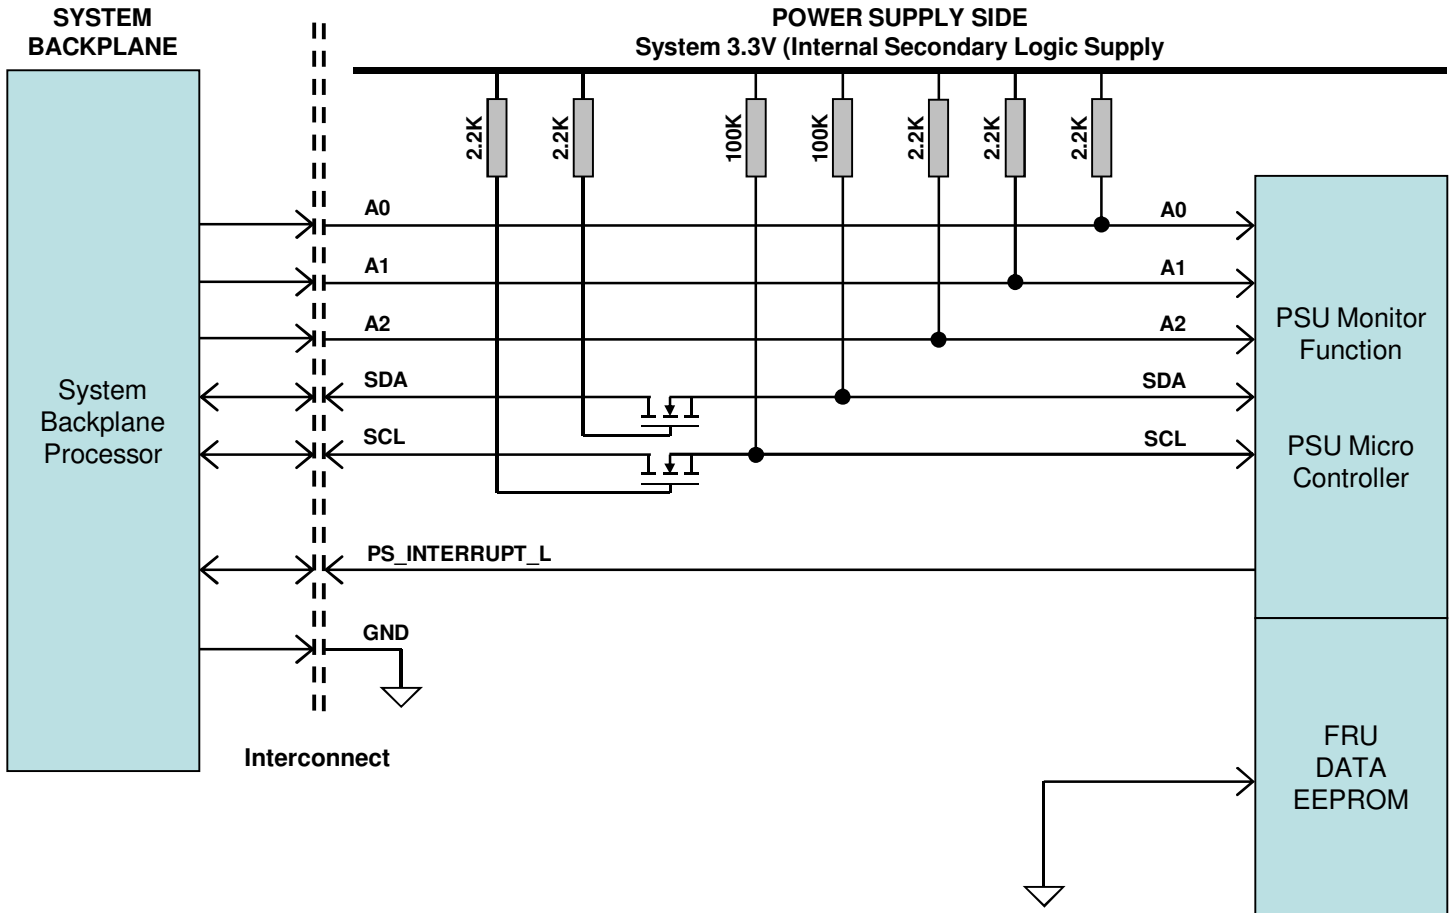 SYSTEM
BACKPLANE
POWER SUPPLY SIDE
System 3.3V (Internal Secondary Logic Supply
2.2K
2.2K
100K
100K
2.2K
2.2K
2.2K
A0
A0
A1
A1
A2
A2
SDA
SDA
SCL
SCL
PS_INTERRUPT_L
GND
System
Backplane
Processor
PSU Monitor
Function
PSU Micro
Controller
Interconnect
FRU
DATA
EEPROM